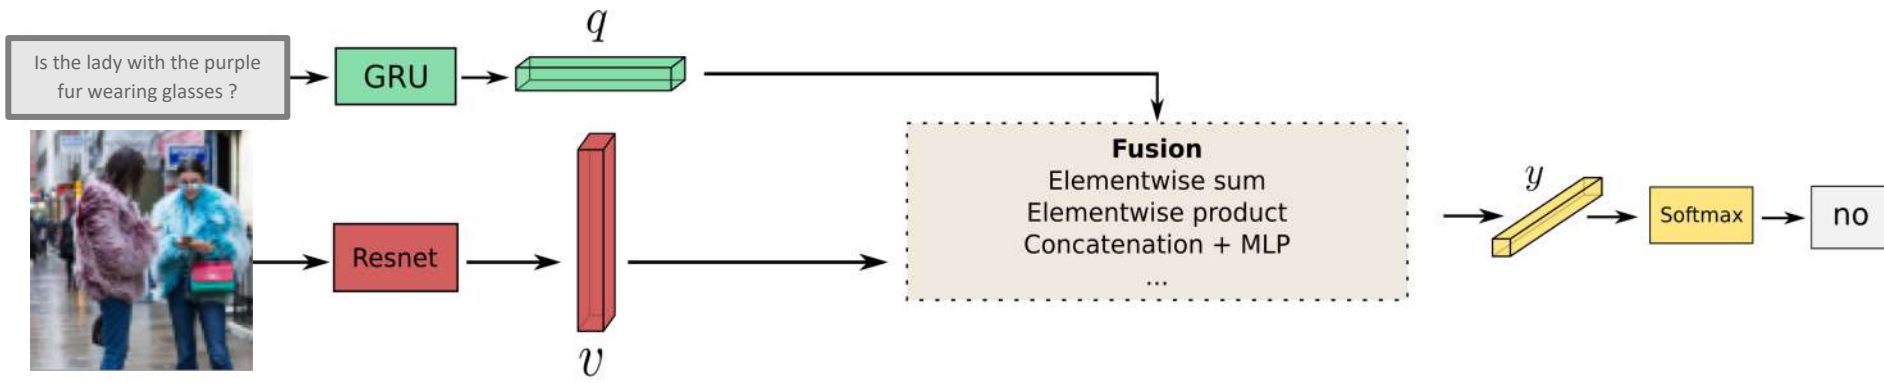 q
Is the lady with the purple
fur wearing glasses ?
GRU
Fusion
Elementwise sum
Elementwise product
Concatenation + MLP
...
y
Softmax
no
Resnet
v